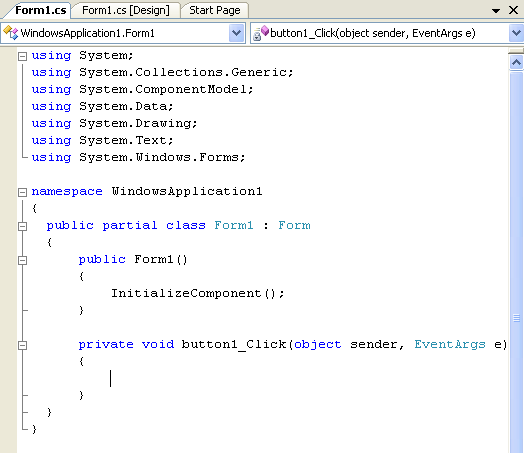 Form1.cs Form1.cs [Design] Start Page
WindowsApplication1.Form1 button1_Click(object sender, EventArgs e)
using System;
using System.Collections.Generic;
using System.ComponentModel;
using System.Data;
using System.Drawing;
using System.Text;
using System.Windows.Forms;
namespace WindowsApplication1
{
public partial class Form1 : Form
{
public Form1()
{
InitializeComponent();
}
private void button1_Click(object sender, EventArgs e)
{
}
}
}